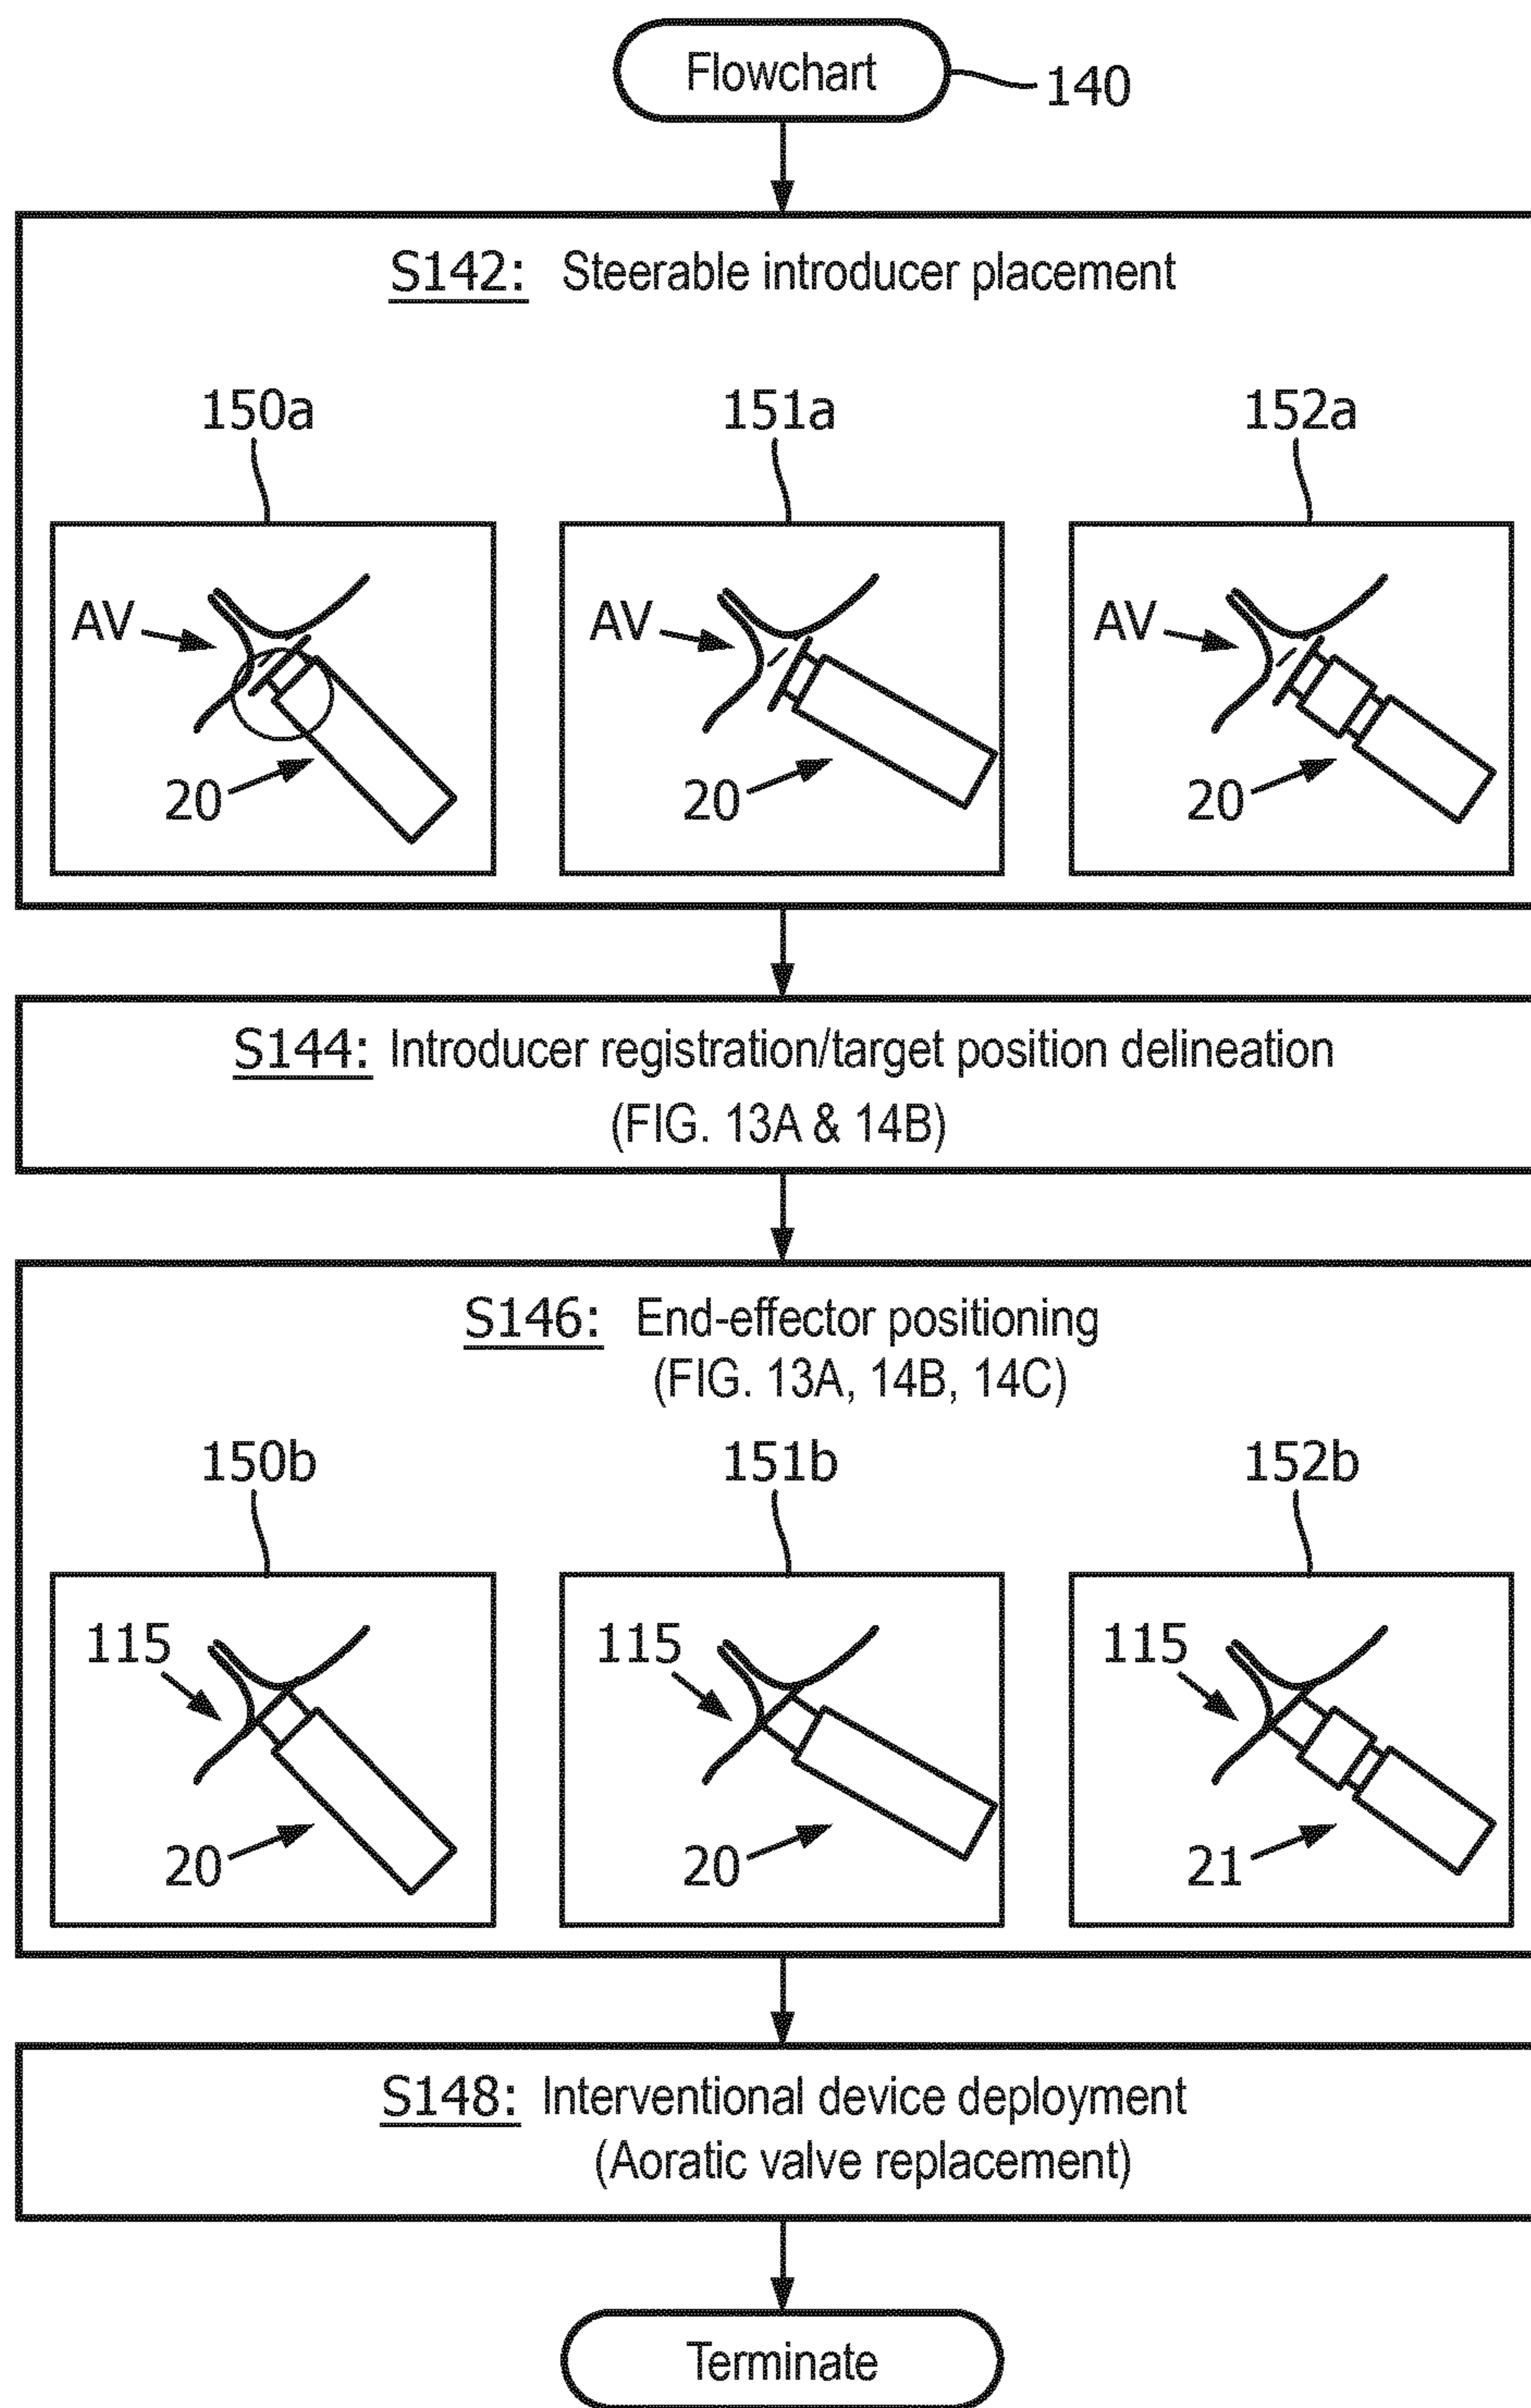 Flowchart 140
S142: Steerable introducer placement
150a 151a 152a
AV AV AV
20 20 20
S144: Introducer registration/target position delineation
(FIG. 13A & 14B)
S146: End-effector positioning
(FIG. 13A, 14B, 14C)
150b 151b 152b
115 115 115
20 20 21
S148: Interventional device deployment
(Aoratic valve replacement)
Terminate